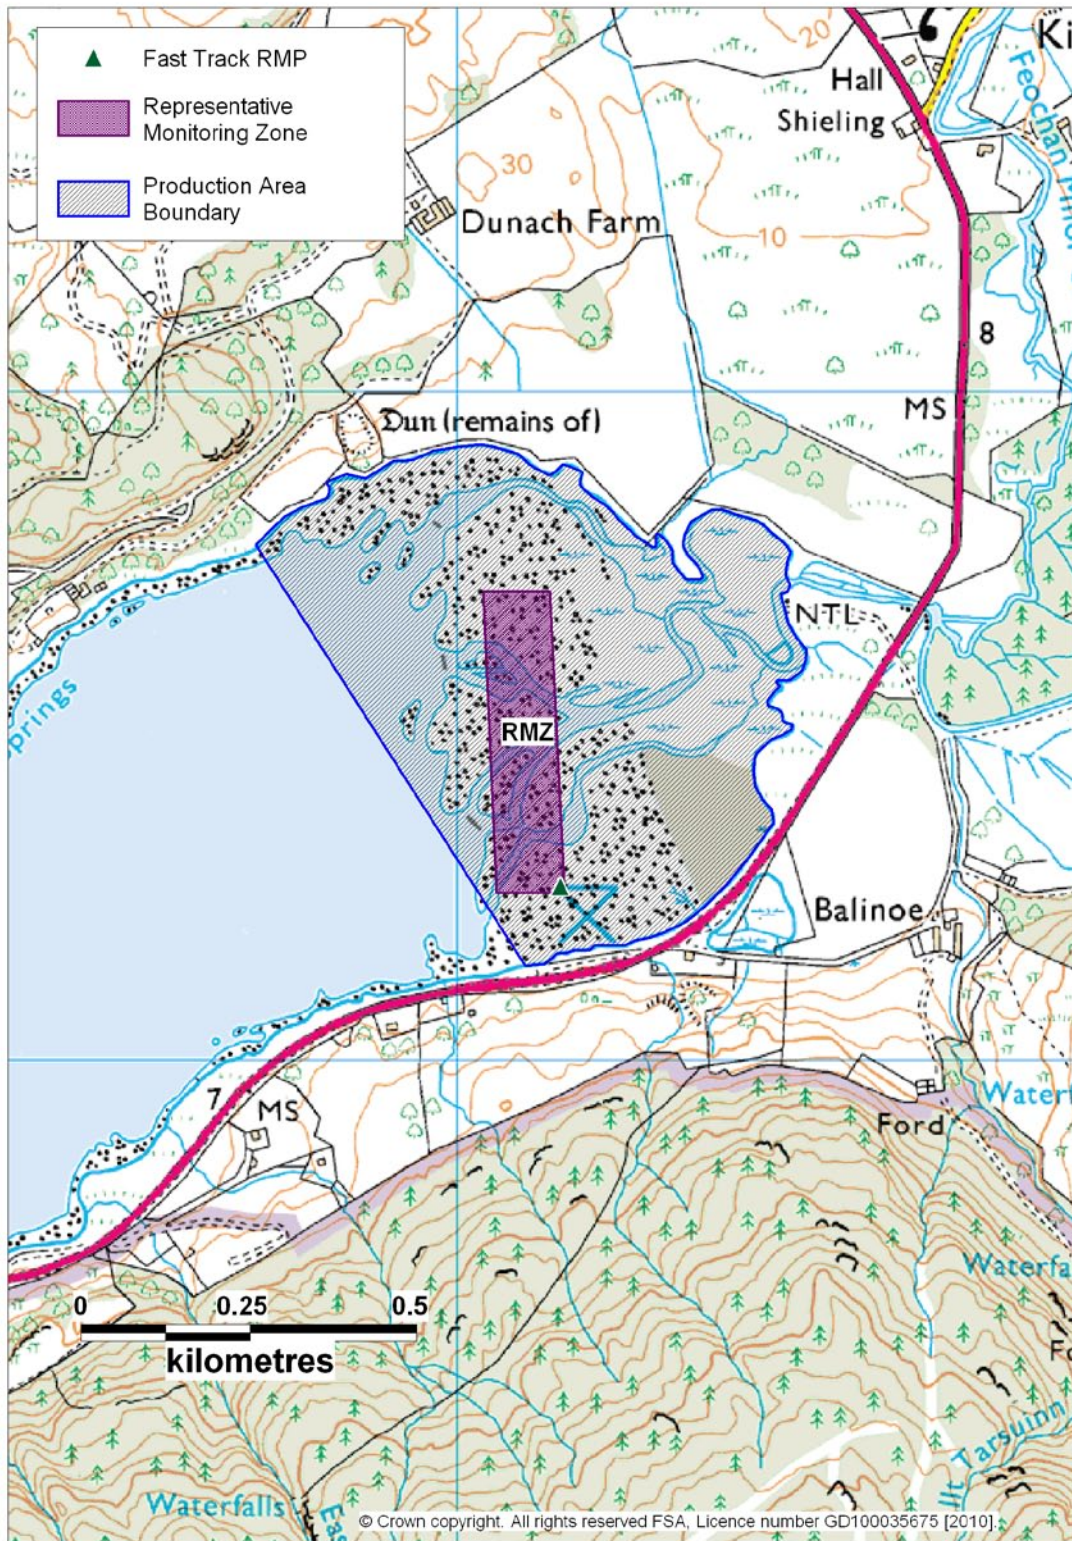 Fast Track RMP
Representative
Monitoring Zone
Production Area
Boundary
20
Hall
Shieling
Feochan Minor
30
Dunach Farm
10
8
MS
Dun (remains of)
NTL
RMZ
Balinoe
7
MS
Ford
0
0.25
0.5
kilometres
Waterfalls
© Crown copyright. All rights reserved FSA, Licence number GD100035675 [2010].